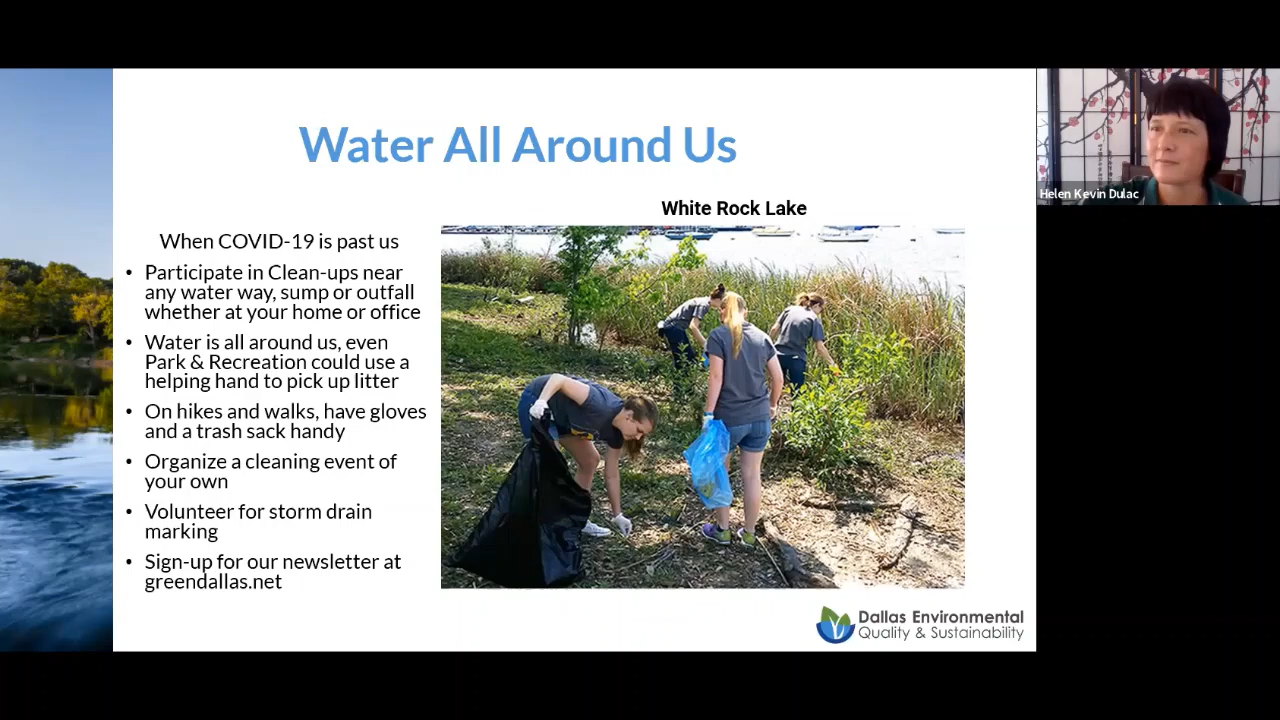 Water All Around Us
White Rock Lake
When COVID-19 is past us
• Participate in Clean-ups near
any water way, sump or outfall
whether at your home or office
• Water is all around us, even
Park & Recreation could use a
helping hand to pick up litter
• On hikes and walks, have gloves
and a trash sack handy
• Organize a cleaning event of
your own
• Volunteer for storm drain
marking
• Sign-up for our newsletter at
greendallas.net
Dallas Environmental
Quality & Sustainability
Helen Kevin Dulac